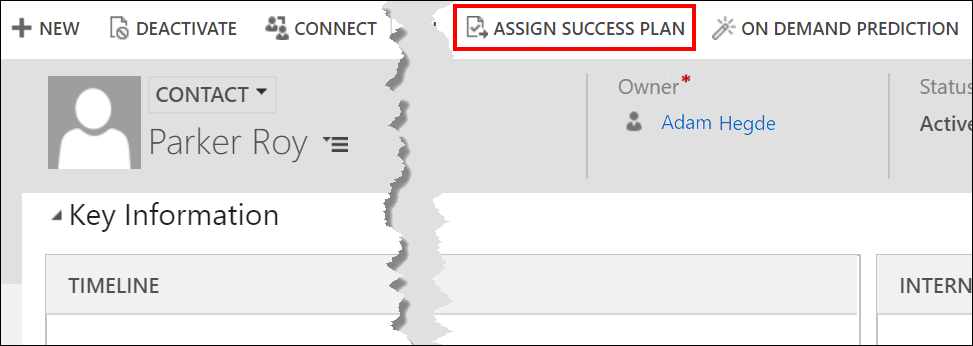 NEW DEACTIVATE CONNECT ASSIGN SUCCESS PLAN ON DEMAND PREDICTION
CONTACT
Parker Roy
Owner*
Adam Hegde
Status
Active
Key Information
TIMELINE
INTERN